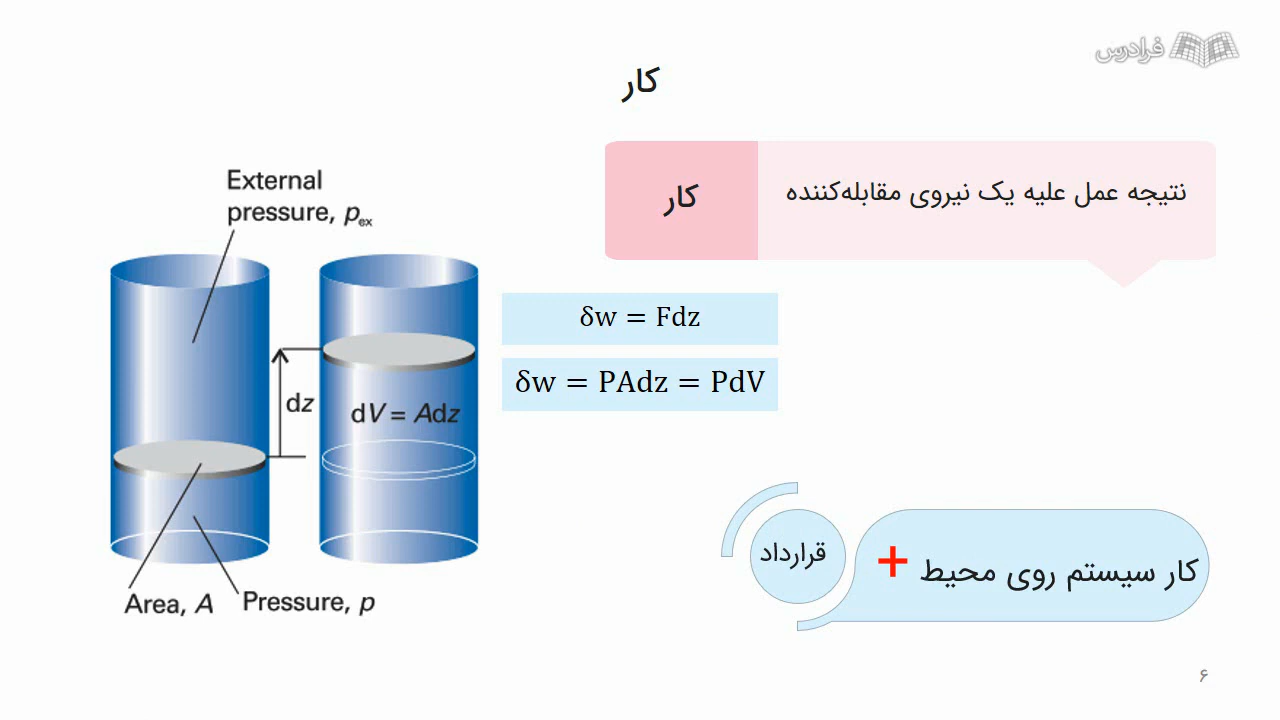 فرادرس
کار
کار
نتیجه عمل علیه یک نیروی مقابله‌کننده
External
pressure, pex
δw = Fdz
δw = PAdz = PdV
dz
dV = Adz
Area, A
Pressure, p
قرارداد
کار سیستم روی محیط +
۶